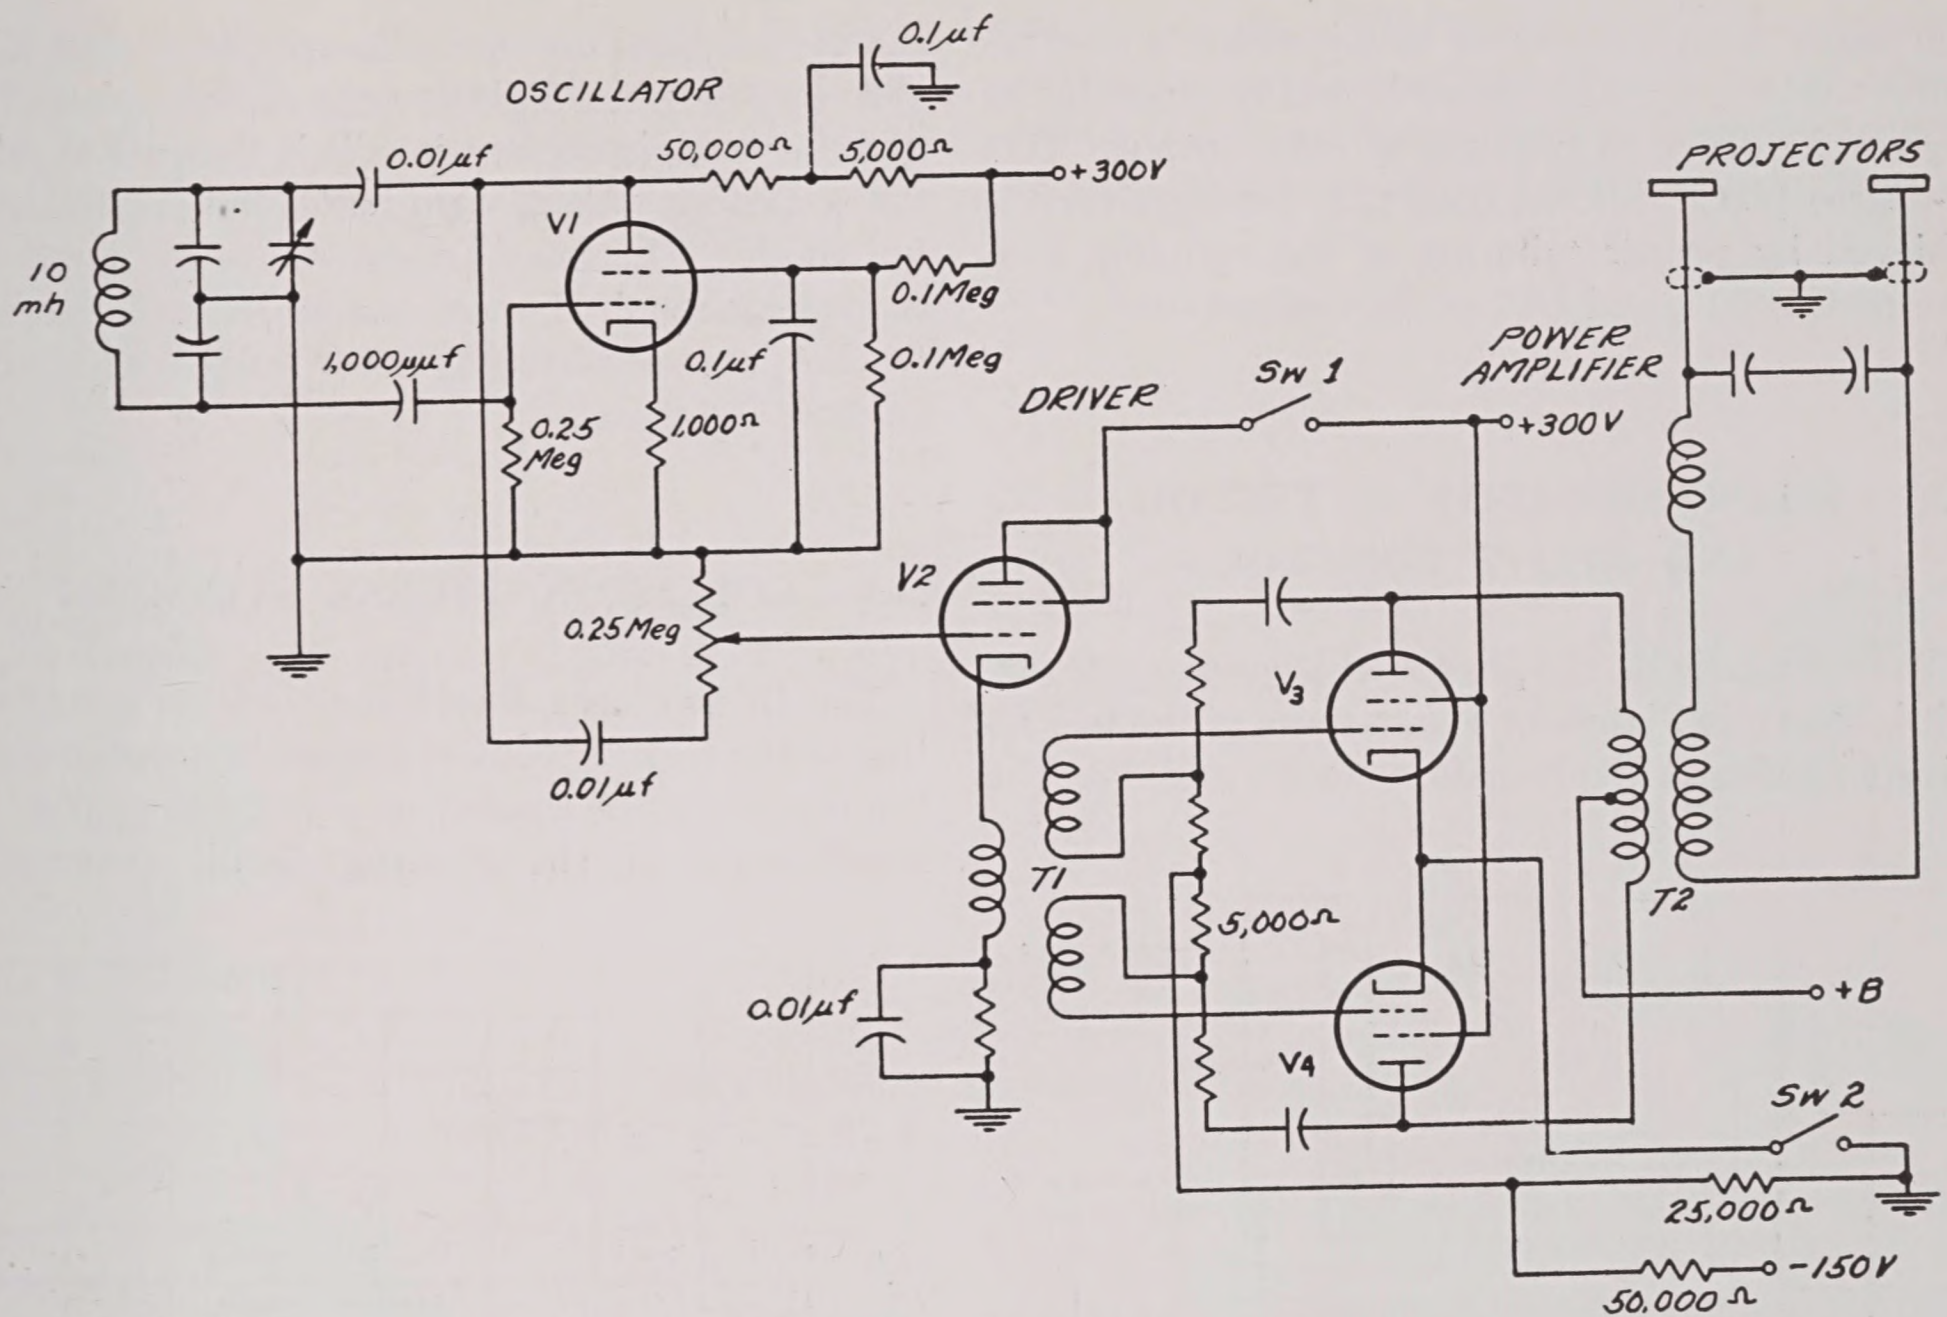 OSCILLATOR
0.1µf
0.01µf
50,000Ω
5,000Ω
+300V
PROJECTORS
V1
10
mh
0.1Meg
1,000µµf
0.1µf
0.1Meg
0.25
Meg
1,000Ω
DRIVER
SW 1
POWER
AMPLIFIER
+300V
V2
0.25Meg
V3
0.01µf
T1
5,000Ω
T2
0.01µf
+B
V4
SW 2
25,000Ω
-150V
50,000Ω